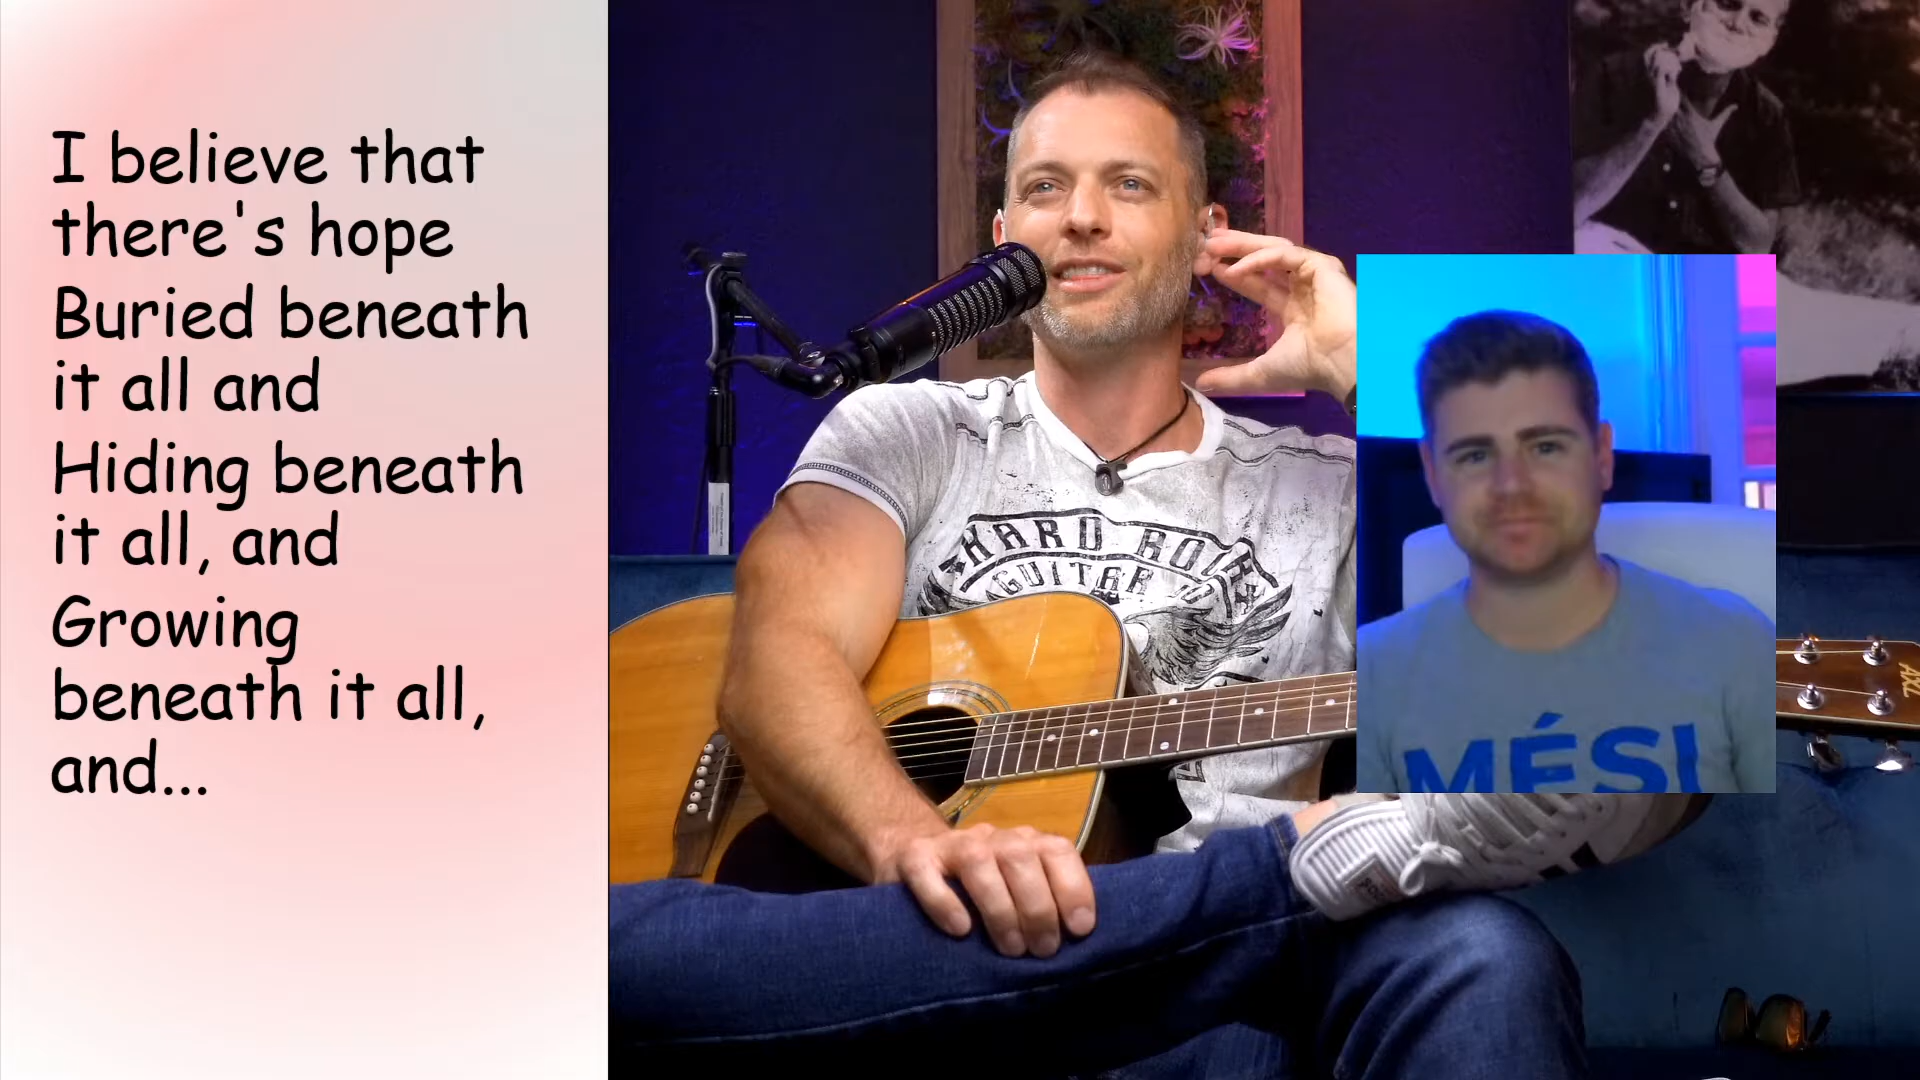 I believe that
there's hope
Buried beneath
it all and
Hiding beneath
it all, and
Growing
beneath it all,
and...
HARD ROCK
GUITAR
MÉSI